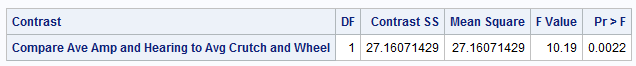 Contrast DF Contrast SS Mean Square F Value Pr > F
Compare Ave Amp and Hearing to Avg Crutch and Wheel 1 27.16071429 27.16071429 10.19 0.0022